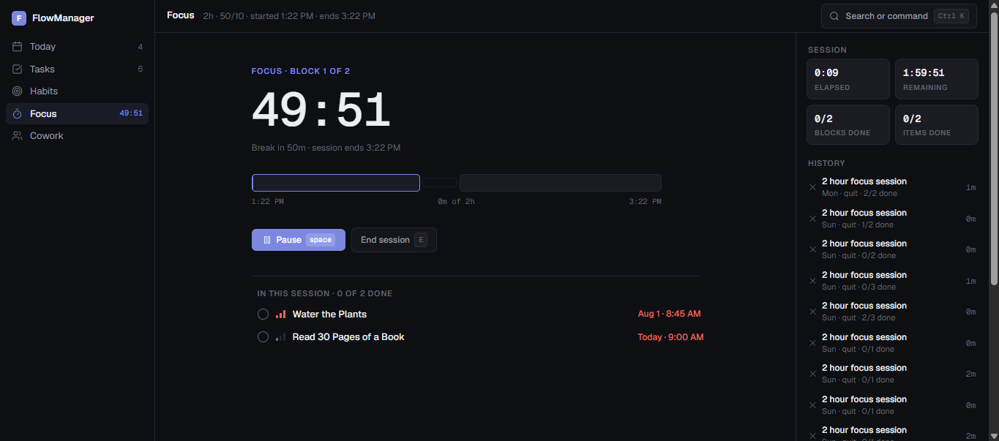 F FlowManager
Today 4
Tasks 6
Habits
Focus 49:51
Cowork
Focus 2h · 50/10 · started 1:22 PM · ends 3:22 PM
Search or command Ctrl K
FOCUS · BLOCK 1 OF 2
49:51
Break in 50m · session ends 3:22 PM
1:22 PM 0m of 2h 3:22 PM
Pause space End session E
IN THIS SESSION · 0 OF 2 DONE
Water the Plants Aug 1 · 8:45 AM
Read 30 Pages of a Book Today · 9:00 AM
SESSION
0:09 1:59:51
ELAPSED REMAINING
0/2 0/2
BLOCKS DONE ITEMS DONE
HISTORY
2 hour focus session 1m
Mon · quit · 2/2 done
2 hour focus session 0m
Sun · quit · 1/2 done
2 hour focus session 0m
Sun · quit · 0/2 done
2 hour focus session 1m
Sun · quit · 0/3 done
2 hour focus session 0m
Sun · quit · 2/3 done
2 hour focus session 0m
Sun · quit · 0/1 done
2 hour focus session 2m
Sun · quit · 0/1 done
2 hour focus session 0m
Sun · quit · 0/1 done
2 hour focus session 2m